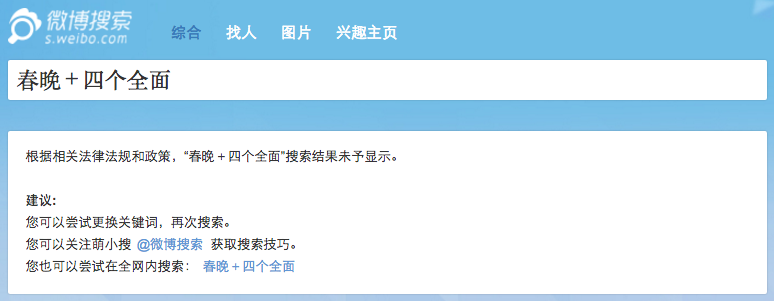 微博搜索
s.weibo.com
综合 找人 图片 兴趣主页
春晚＋四个全面
根据相关法律法规和政策，“春晚＋四个全面”搜索结果未予显示。
建议:
您可以尝试更换关键词，再次搜索。
您可以关注萌小搜 @微博搜索 获取搜索技巧。
您也可以尝试在全网内搜索： 春晚＋四个全面